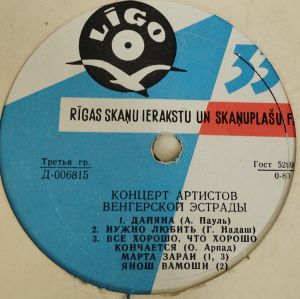 LĪGO
33
RĪGAS SKAŅU IERAKSTU UN SKAŅUPLAŠU F
Третья гр.
Д-006815
Гост 5289
0-80
КОНЦЕРТ АРТИСТОВ
ВЕНГЕРСКОЙ ЭСТРАДЫ
1. ДАЙЯНА (А. Пауль)
2. НУЖНО ЛЮБИТЬ (Г. Надаш)
3. ВСЕ ХОРОШО, ЧТО ХОРОШО
КОНЧАЕТСЯ (О. Арпад)
МАРТА ЗАРАИ (1, 3)
ЯНОШ ВАМОШИ (2)